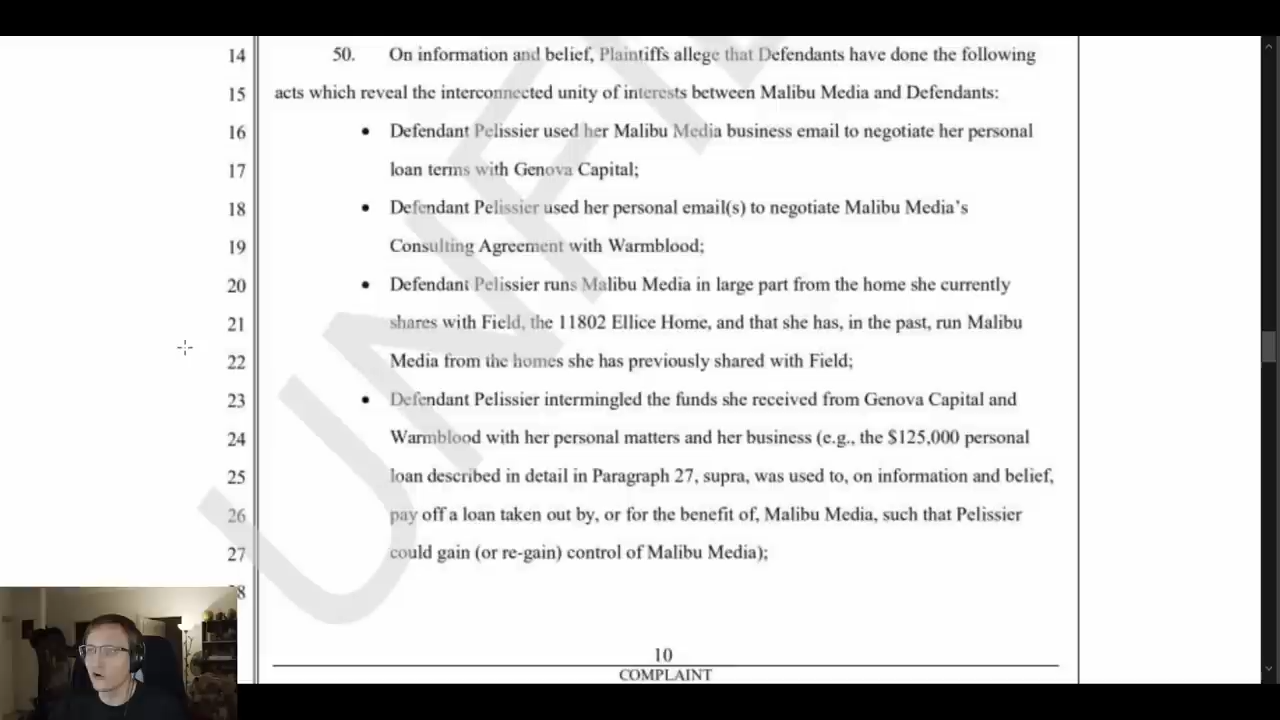 14 50. On information and belief, Plaintiffs allege that Defendants have done the following
15 acts which reveal the interconnected unity of interests between Malibu Media and Defendants:
16 • Defendant Pelissier used her Malibu Media business email to negotiate her personal
17 loan terms with Genova Capital;
18 • Defendant Pelissier used her personal email(s) to negotiate Malibu Media's
19 Consulting Agreement with Warmblood;
20 • Defendant Pelissier runs Malibu Media in large part from the home she currently
21 shares with Field, the 11802 Ellice Home, and that she has, in the past, run Malibu
22 Media from the homes she has previously shared with Field;
23 • Defendant Pelissier intermingled the funds she received from Genova Capital and
24 Warmblood with her personal matters and her business (e.g., the $125,000 personal
25 loan described in detail in Paragraph 27, supra, was used to, on information and belief,
26 pay off a loan taken out by, or for the benefit of, Malibu Media, such that Pelissier
27 could gain (or re-gain) control of Malibu Media);
10
COMPLAINT